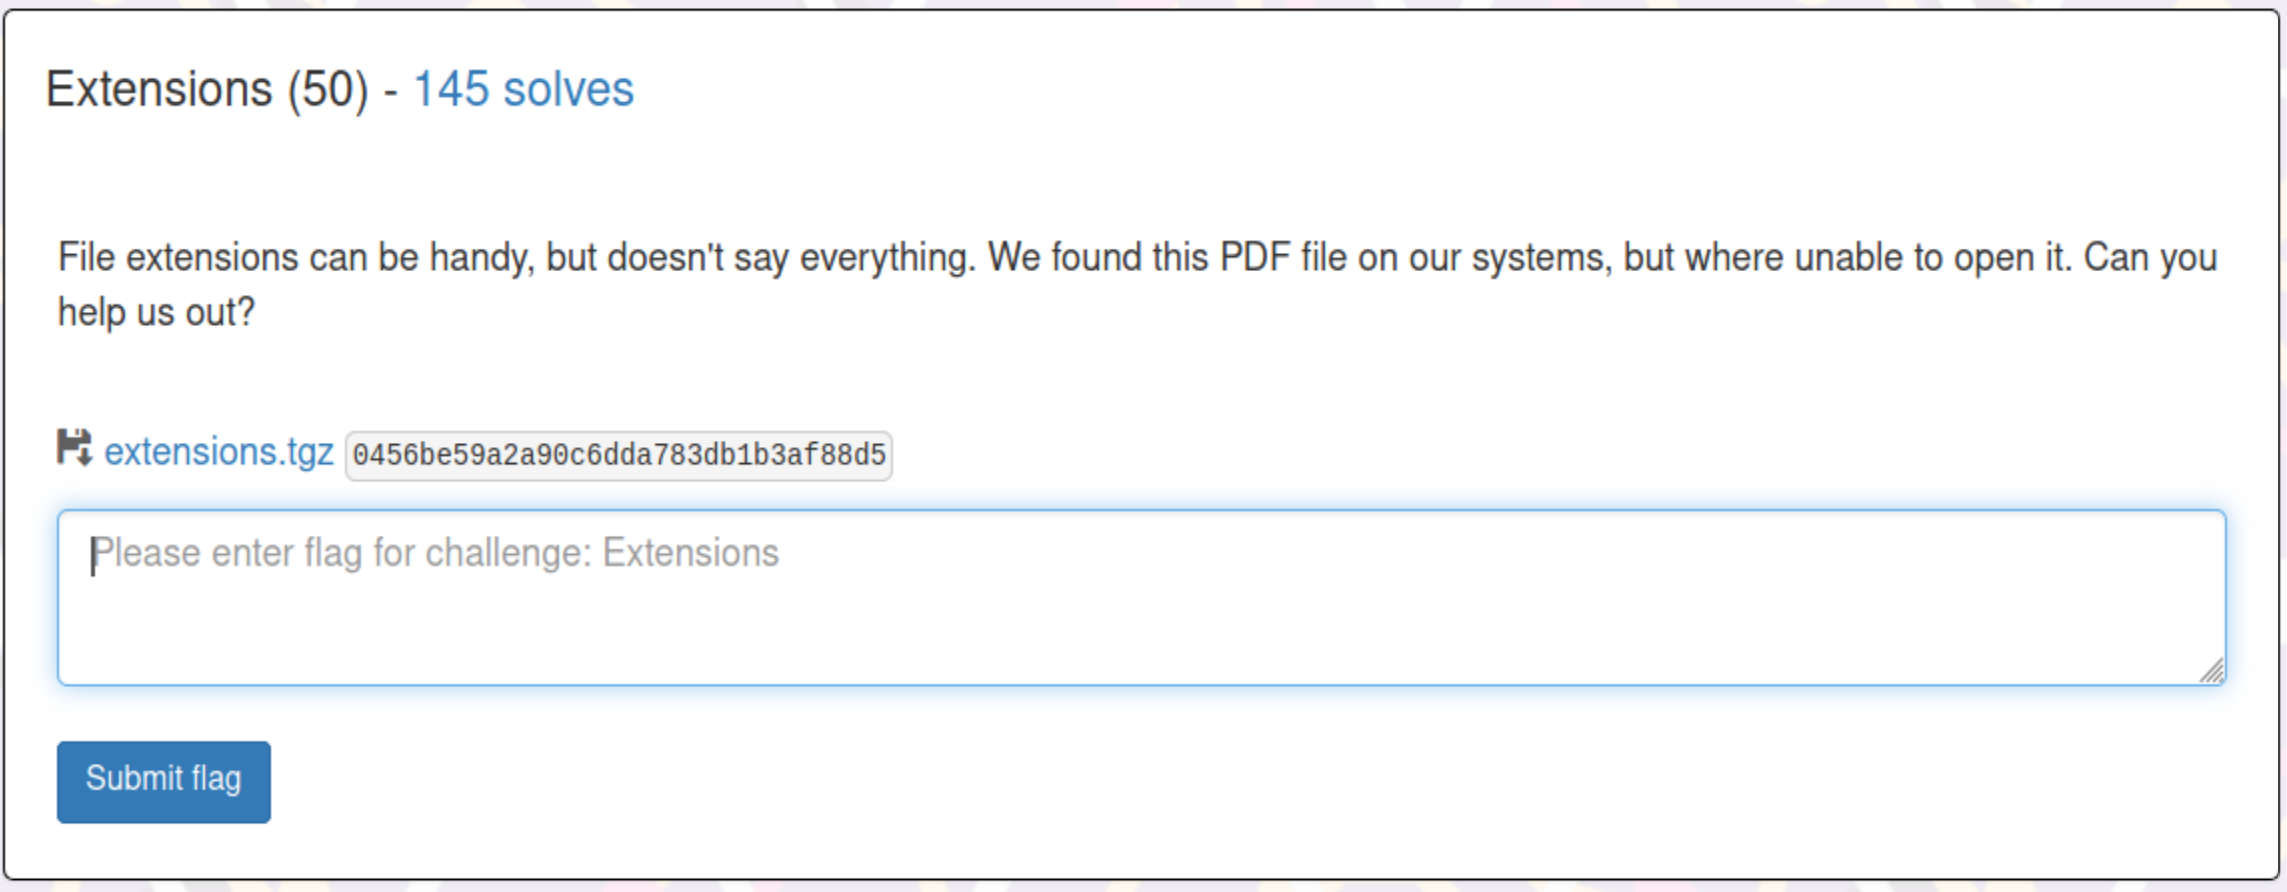 Extensions (50) - 145 solves
File extensions can be handy, but doesn't say everything. We found this PDF file on our systems, but where unable to open it. Can you
help us out?
extensions.tgz 0456be59a2a90c6dda783db1b3af88d5
Please enter flag for challenge: Extensions
Submit flag